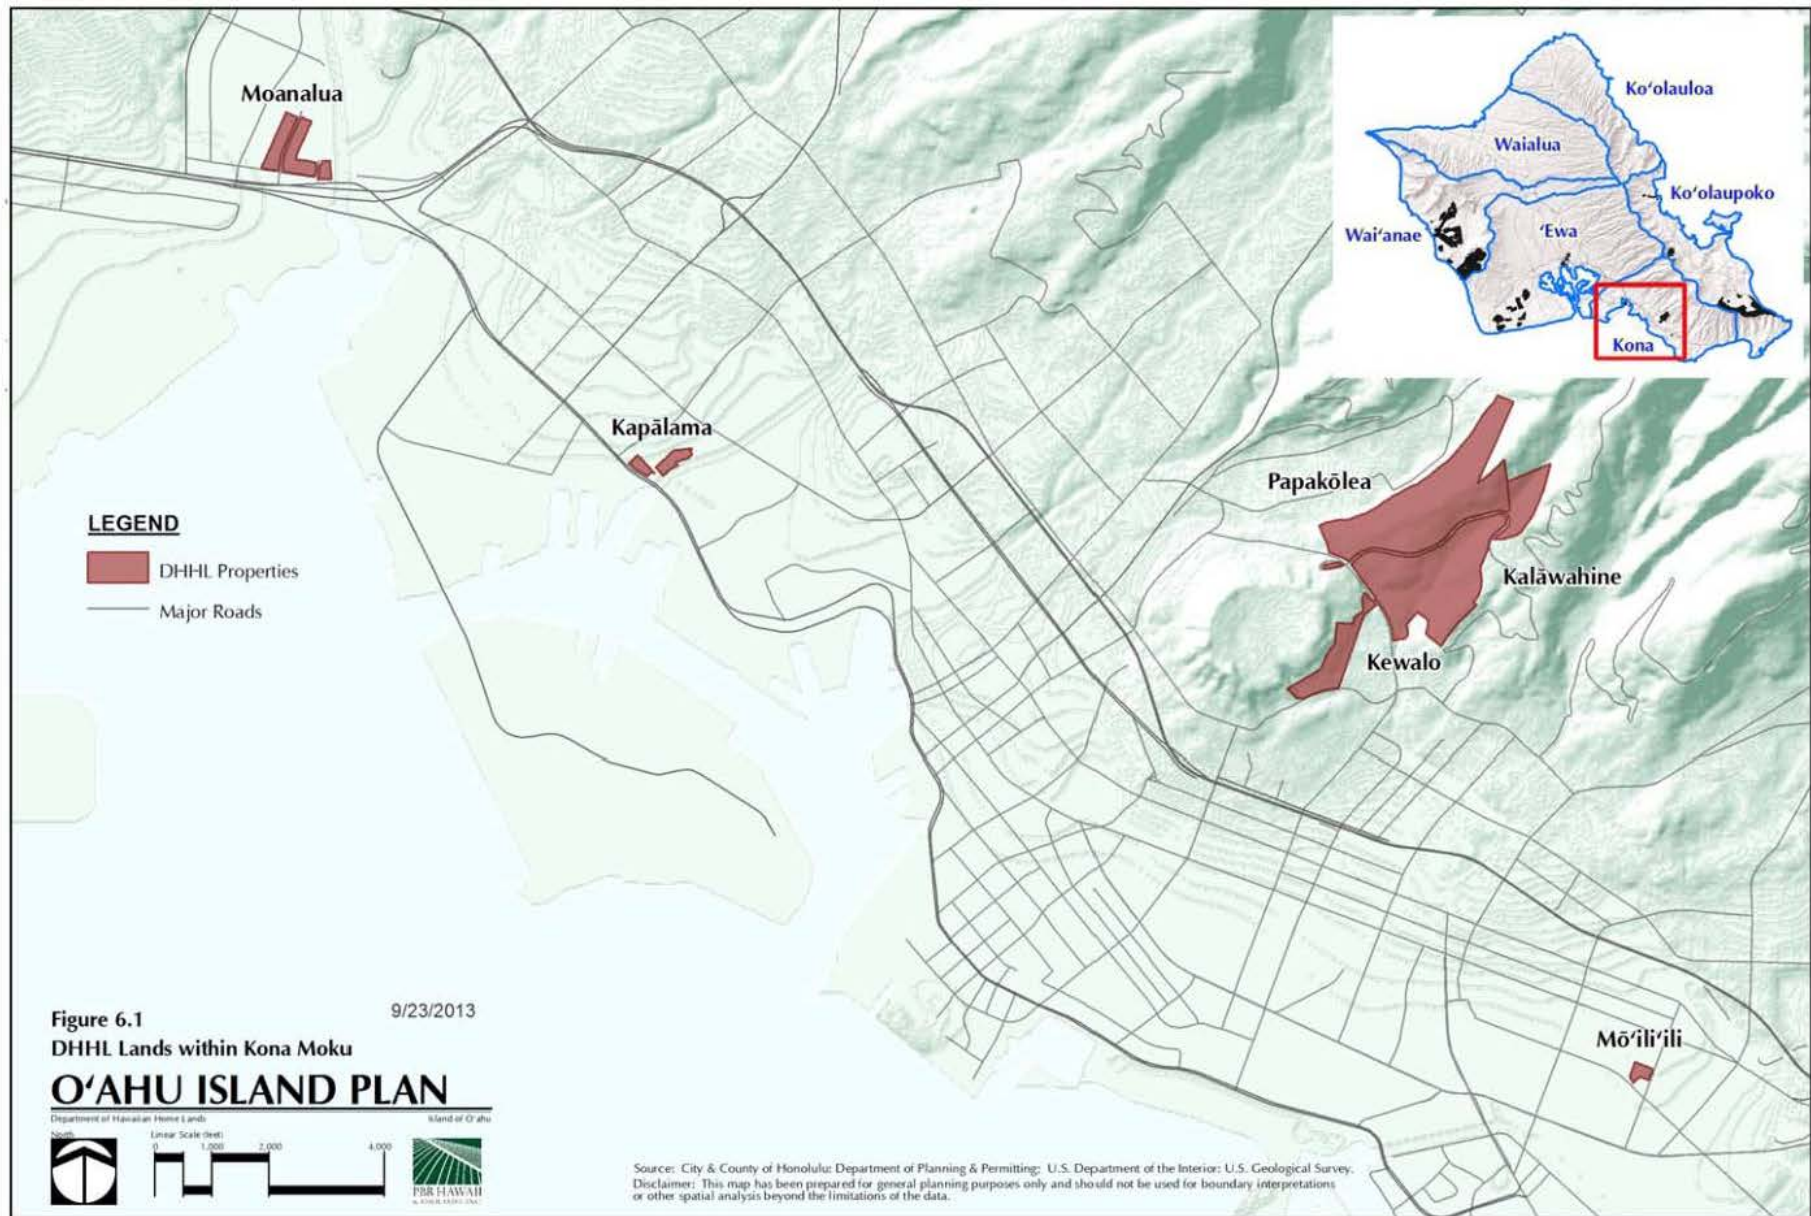 Moanalua
Koʻolauloa
Waialua
Koʻolaupoko
Waiʻanae
ʻEwa
Kona
Kapālama
Papakōlea
Kalāwahine
Kewalo
LEGEND
DHHL Properties
Major Roads
Moʻiliʻili
Figure 6.1
9/23/2013
DHHL Lands within Kona Moku
OʻAHU ISLAND PLAN
Department of Hawaiian Home Lands
Island of Oʻahu
North
Linear Scale (feet)
0 1,000 2,000 4,000
PBR HAWAII
& ASSOCIATES, INC.
Source: City & County of Honolulu: Department of Planning & Permitting; U.S. Department of the Interior: U.S. Geological Survey.
Disclaimer: This map has been prepared for general planning purposes only and should not be used for boundary interpretations
or other spatial analysis beyond the limitations of the data.